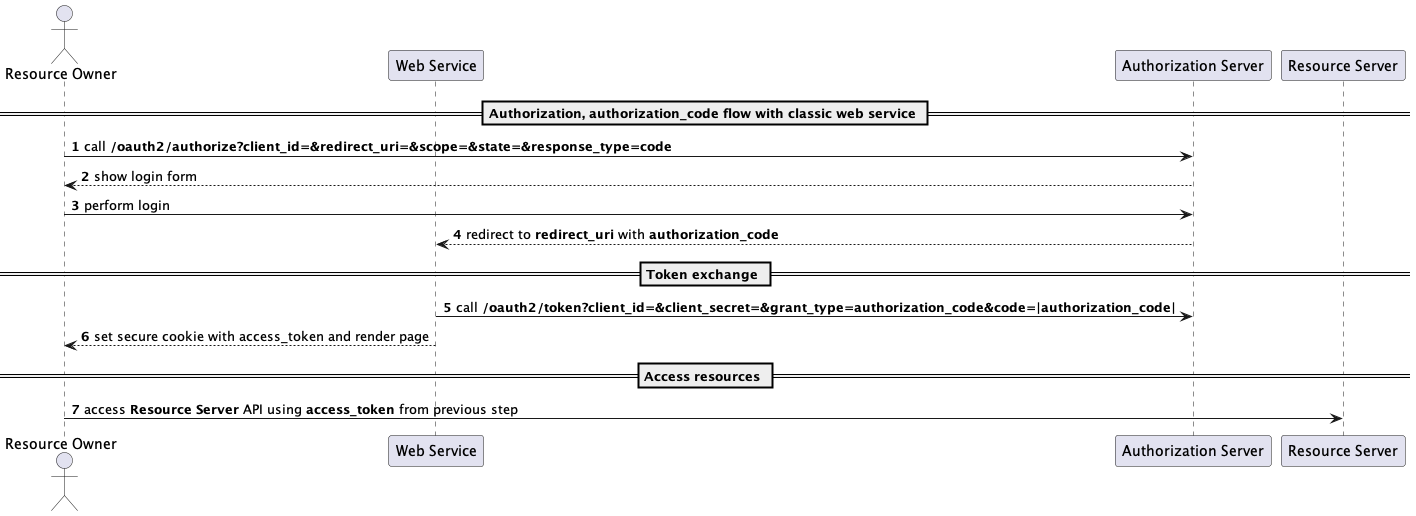 Resource Owner
Web Service
Authorization Server
Resource Server
Authorization, authorization_code flow with classic web service
1 call /oauth2/authorize?client_id=&redirect_uri=&scope=&state=&response_type=code
2 show login form
3 perform login
4 redirect to redirect_uri with authorization_code
Token exchange
5 call /oauth2/token?client_id=&client_secret=&grant_type=authorization_code&code=|authorization_code|
6 set secure cookie with access_token and render page
Access resources
7 access Resource Server API using access_token from previous step
Resource Owner
Web Service
Authorization Server
Resource Server